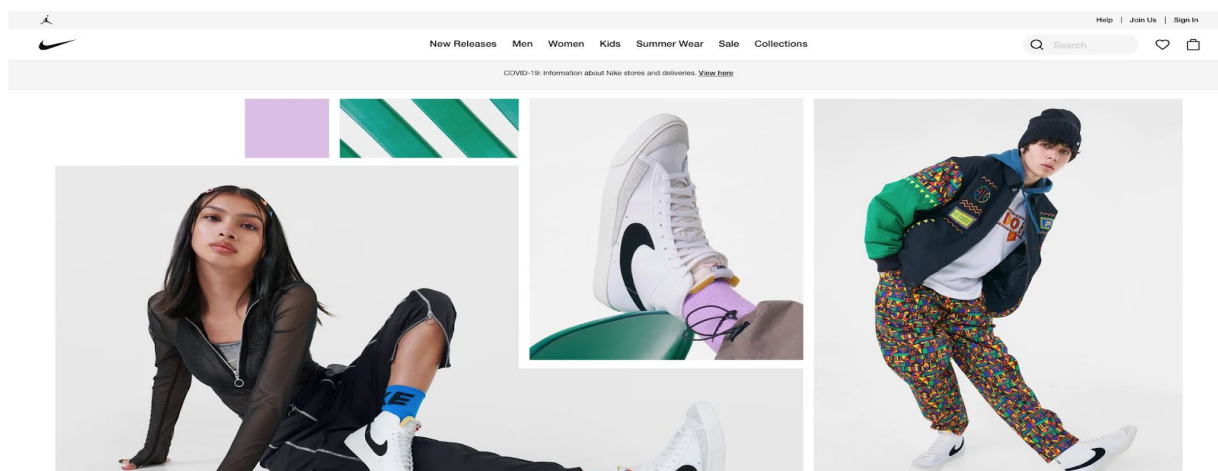 Help | Join Us | Sign In
New Releases Men Women Kids Summer Wear Sale Collections
Search
COVID-19: Information about Nike stores and deliveries. View here
KE